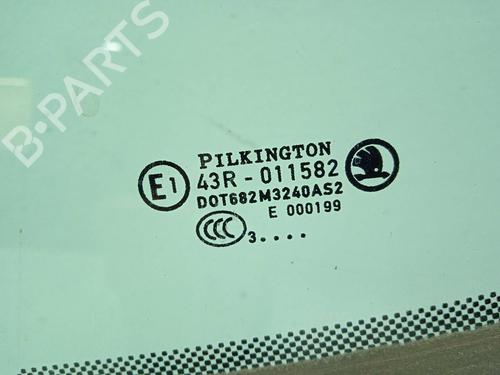 B-PARTS
PILKINGTON
E1 43R - 011582
DOT682M3240AS2
E 000199
CCC 3....